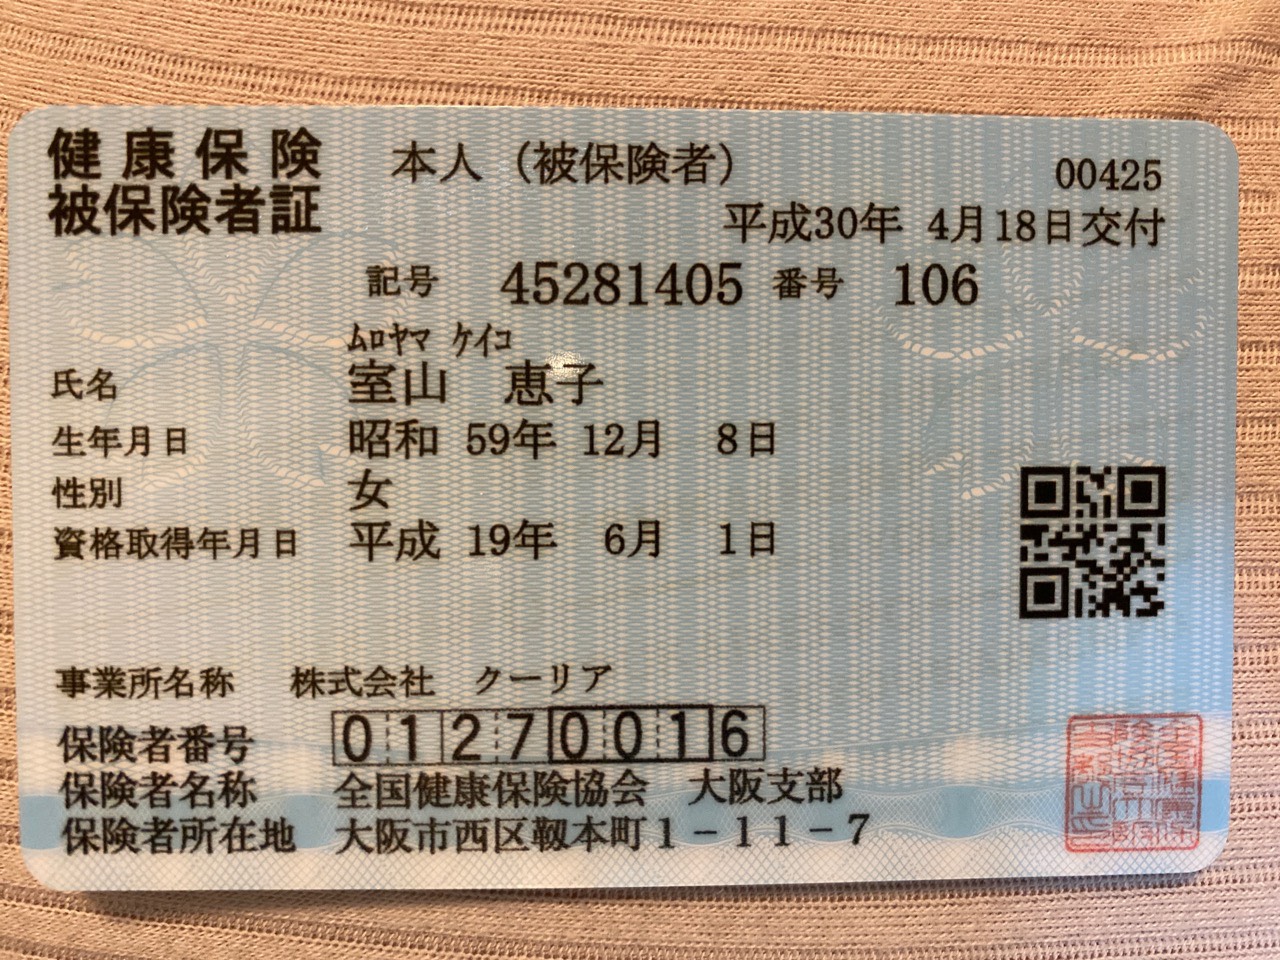 健康保険 本人（被保険者） 00425
被保険者証 平成30年 4月18日交付
記号 45281405 番号 106
ﾑﾛﾔﾏ ｹｲｺ
氏名 室山 恵子
生年月日 昭和 59年 12月 8日
性別 女
資格取得年月日 平成 19年 6月 1日
事業所名称 株式会社 クーリア
保険者番号 01270016
保険者名称 全国健康保険協会 大阪支部
保険者所在地 大阪市西区靱本町1－11－7